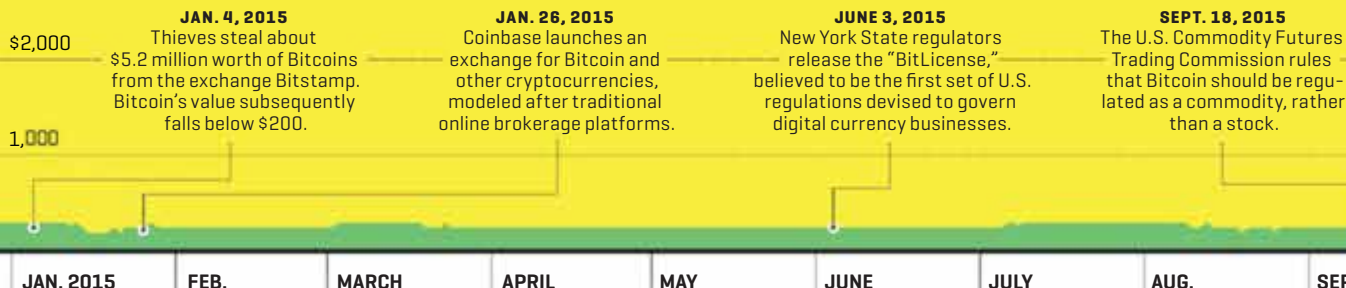 $2,000
1,000
JAN. 4, 2015
Thieves steal about
$5.2 million worth of Bitcoins
from the exchange Bitstamp.
Bitcoin's value subsequently
falls below $200.
JAN. 26, 2015
Coinbase launches an
exchange for Bitcoin and
other cryptocurrencies,
modeled after traditional
online brokerage platforms.
JUNE 3, 2015
New York State regulators
release the “BitLicense,”
believed to be the first set of U.S.
regulations devised to govern
digital currency businesses.
SEPT. 18, 2015
The U.S. Commodity Futures
Trading Commission rules
that Bitcoin should be regu-
lated as a commodity, rather
than a stock.
JAN. 2015 FEB. MARCH APRIL MAY JUNE JULY AUG. SEP